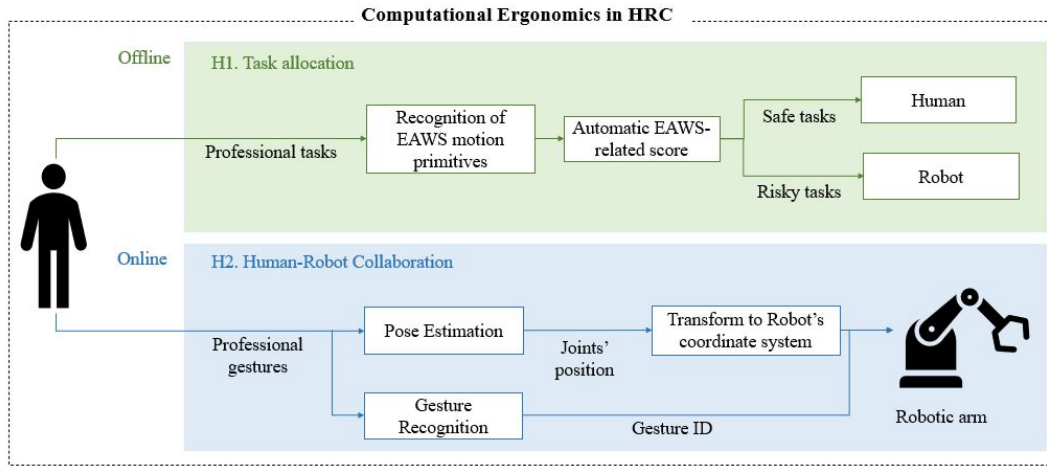 Computational Ergonomics in HRC
Offline
H1. Task allocation
Professional tasks
Recognition of
EAWS motion
primitives
Automatic EAWS-
related score
Safe tasks
Human
Risky tasks
Robot
Online
H2. Human-Robot Collaboration
Professional
gestures
Pose Estimation
Joints'
position
Transform to Robot's
coordinate system
Gesture
Recognition
Gesture ID
Robotic arm